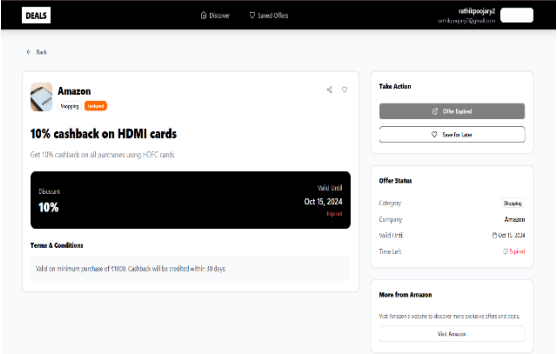 DEALS
Discover
Saved Offers
rathilpoojary2
rathilpoojary2@gmail.com
← Back
Amazon
Shopping
Featured
10% cashback on HDMI cards
Get 10% cashback on all purchases using HDFC cards
Discount
10%
Valid Until
Oct 15, 2024
Expired
Terms & Conditions
Valid on minimum purchase of ₹1000. Cashback will be credited within 30 days
Take Action
Offer Expired
Save for Later
Offer Status
Category
Shopping
Company
Amazon
Valid Until
Oct 15, 2024
Time Left
Expired
More from Amazon
Visit Amazon's website to discover more exclusive offers and deals.
Visit Amazon